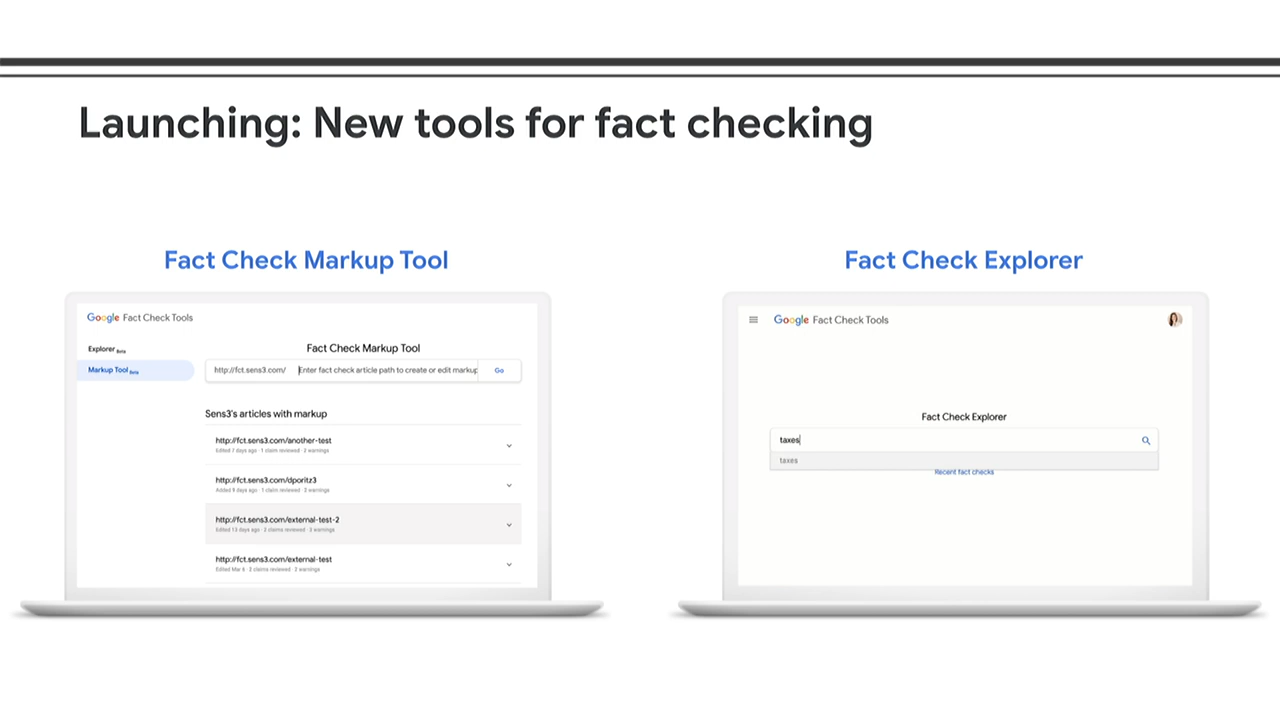 Launching: New tools for fact checking
Fact Check Markup Tool
Google Fact Check Tools
Explorer Beta
Markup Tool Beta
Fact Check Markup Tool
http://fct.sens3.com/ Enter fact check article path to create or edit markup Go
Sens3's articles with markup
http://fct.sens3.com/another-test
Edited 7 days ago · 1 claim reviewed · 2 warnings
http://fct.sens3.com/dporitz3
Added 9 days ago · 1 claim reviewed · 3 warnings
http://fct.sens3.com/external-test-2
Edited 13 days ago · 2 claims reviewed · 3 warnings
http://fct.sens3.com/external-test
Edited Mar 6 · 2 claims reviewed · 2 warnings
Fact Check Explorer
Google Fact Check Tools
Fact Check Explorer
taxes
taxes
Recent fact checks